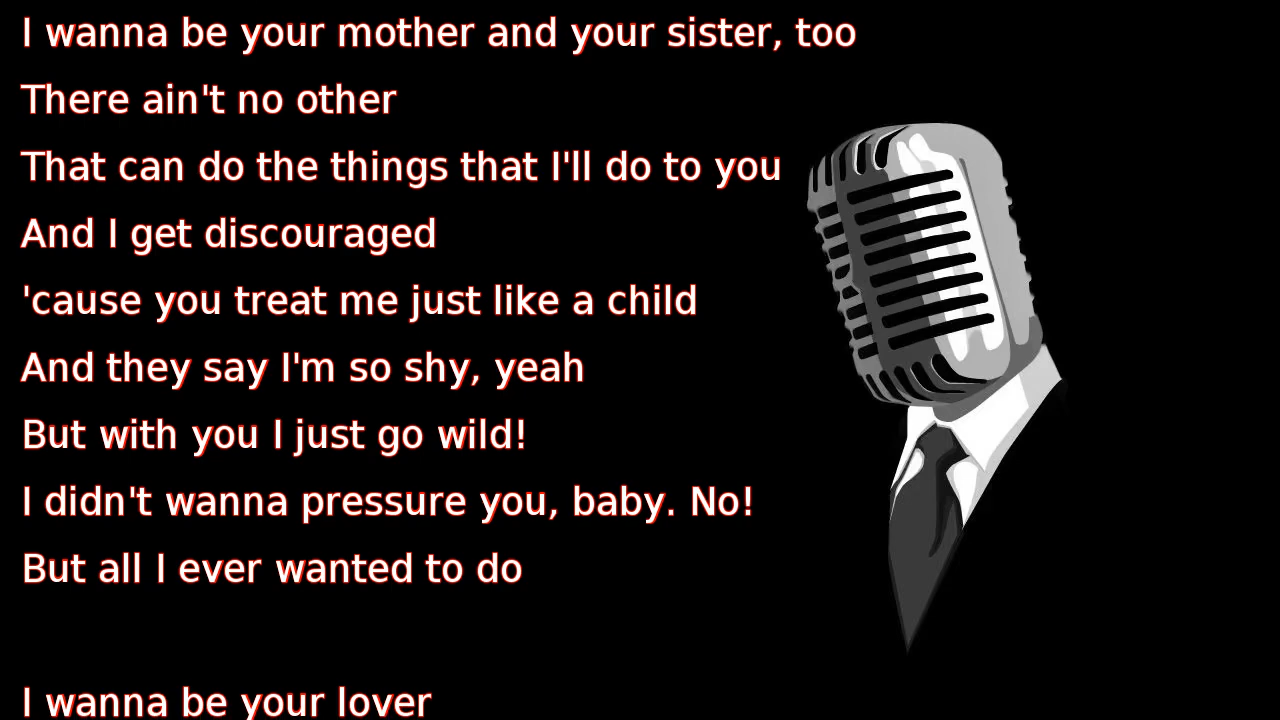 I wanna be your mother and your sister, too
There ain't no other
That can do the things that I'll do to you
And I get discouraged
'cause you treat me just like a child
And they say I'm so shy, yeah
But with you I just go wild!
I didn't wanna pressure you, baby. No!
But all I ever wanted to do
I wanna be your lover